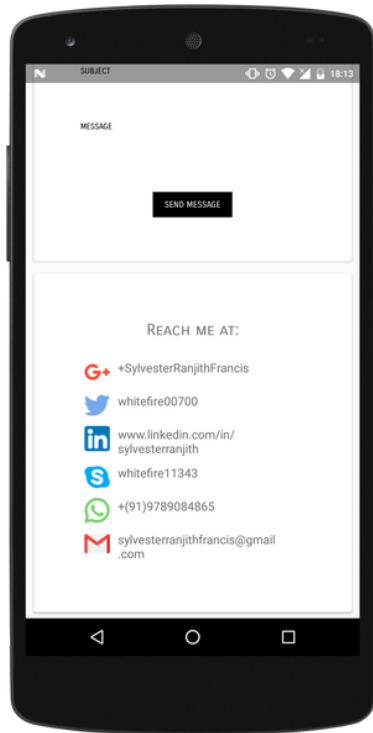 SUBJECT
18:13
MESSAGE
SEND MESSAGE
REACH ME AT:
G+ +SylvesterRanjithFrancis
whitefire00700
in www.linkedin.com/in/
sylvesterranjith
S whitefire11343
+(91)9789084865
M sylvesterranjithfrancis@gmail
.com